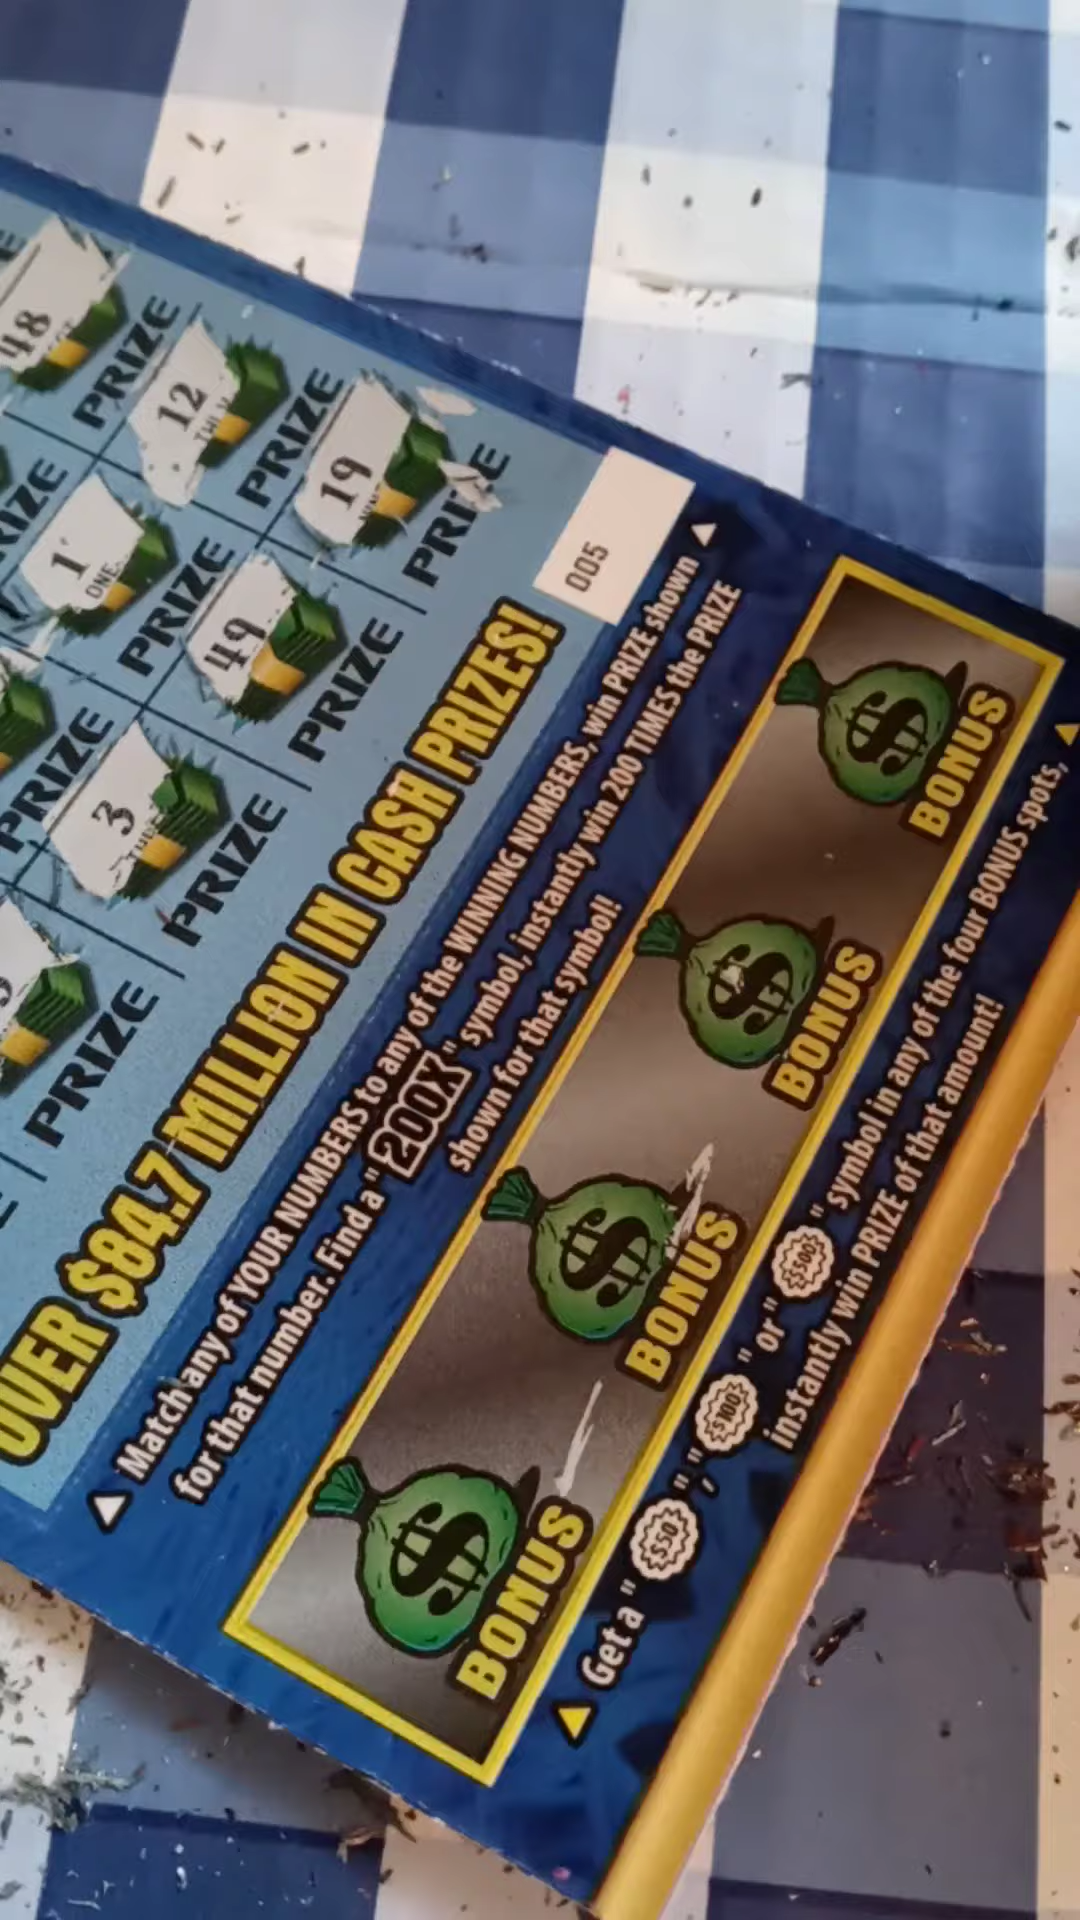 48
PRIZE
12
PRIZE
19
PRIZE
1
ONE
PRIZE
49
PRIZE
PRIZE
3
PRIZE
PRIZE
005
OVER $84.7 MILLION IN CASH PRIZES!
Match any of YOUR NUMBERS to any of the WINNING NUMBERS, win PRIZE shown
for that number. Find a "200X" symbol, instantly win 200 TIMES the PRIZE
shown for that symbol!
BONUS
BONUS
BONUS
BONUS
Get a "$50", "$100" or "$500" symbol in any of the four BONUS spots,
instantly win PRIZE of that amount!